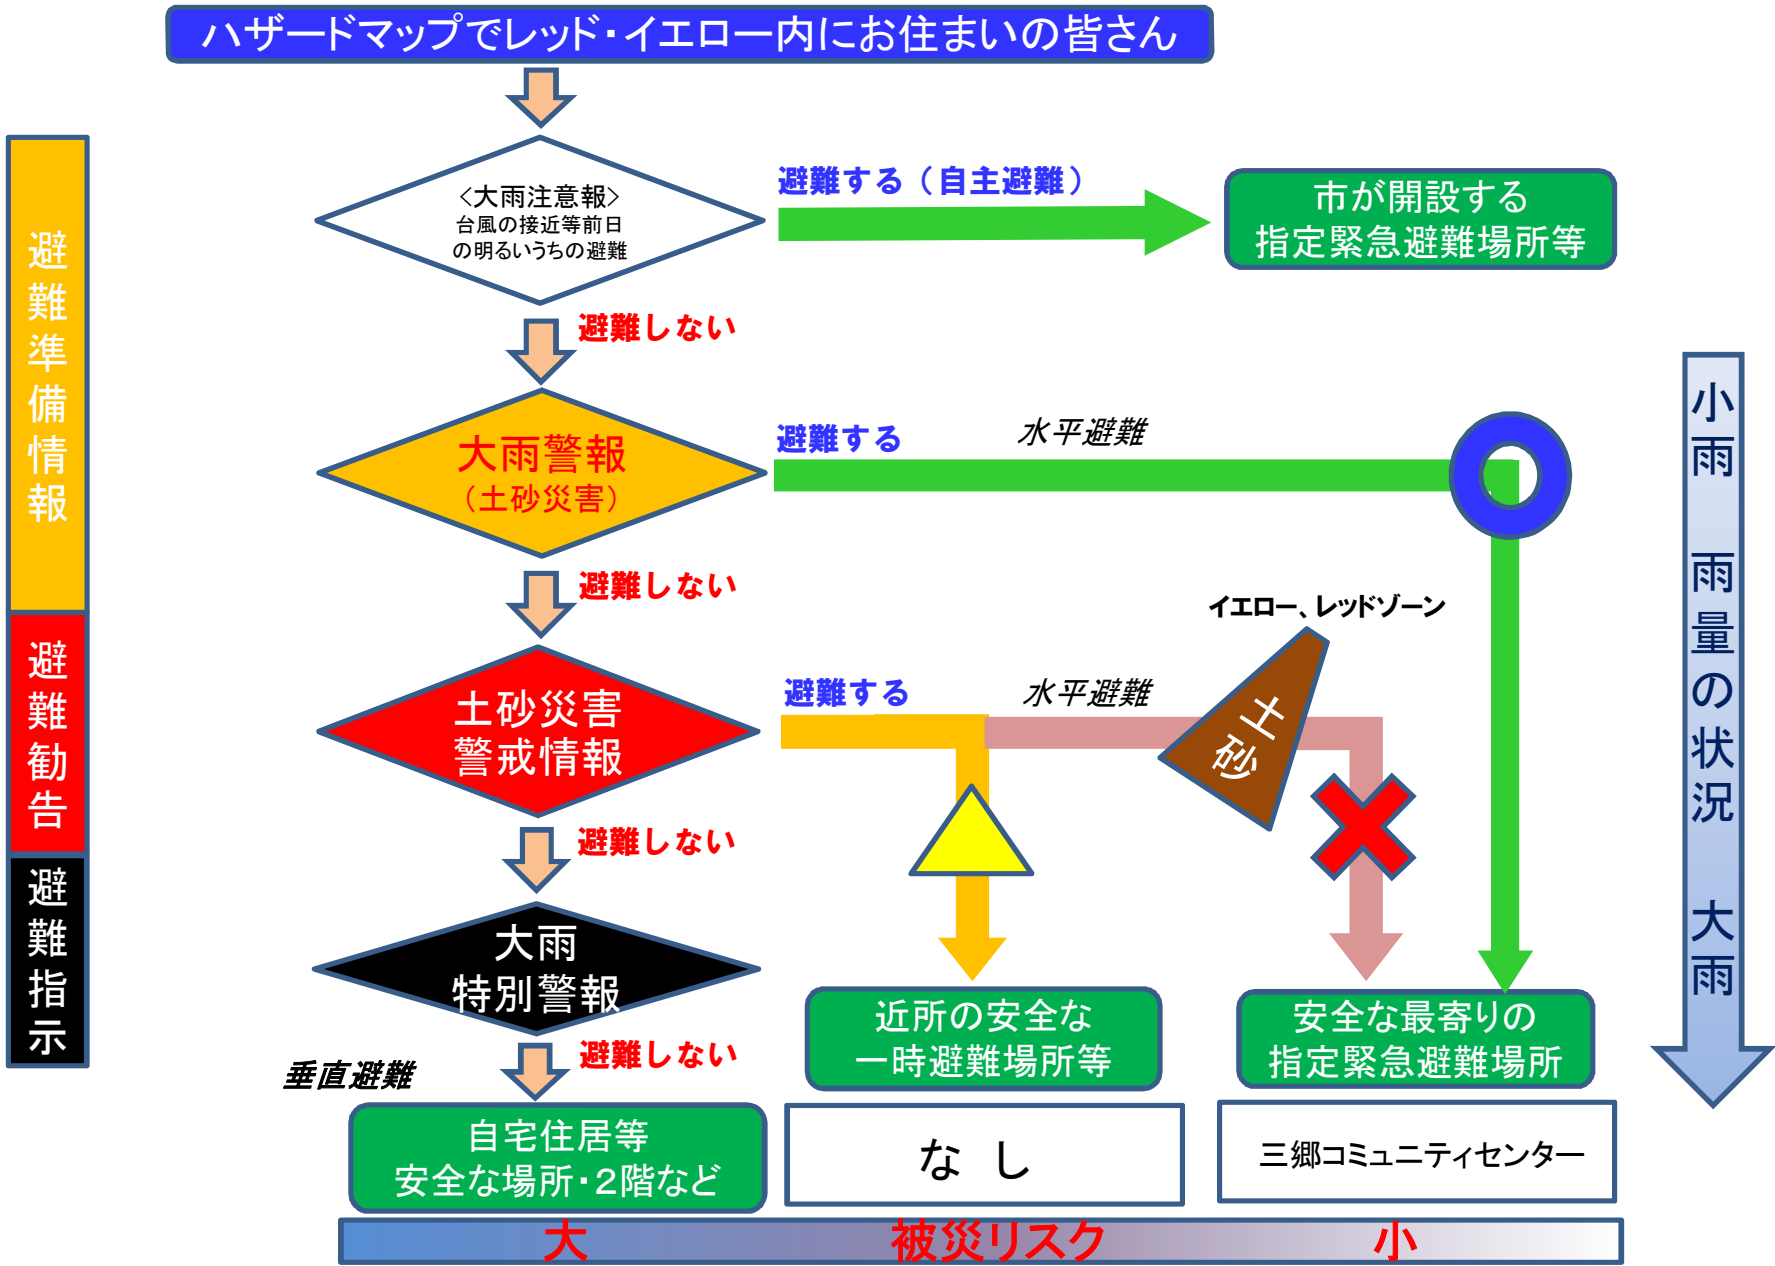 ハザードマップでレッド・イエロー内にお住まいの皆さん
避難準備情報
避難勧告
避難指示
<大雨注意報>
台風の接近等前日
の明るいうちの避難
避難する(自主避難)
市が開設する
指定緊急避難場所等
避難しない
大雨警報
(土砂災害)
避難する
水平避難
避難しない
イエロー、レッドゾーン
土砂災害
警戒情報
避難する
水平避難
土砂
避難しない
大雨
特別警報
避難しない
垂直避難
近所の安全な
一時避難場所等
安全な最寄りの
指定緊急避難場所
自宅住居等
安全な場所・2階など
なし
三郷コミュニティセンター
大 被災リスク 小
小雨 雨量の状況 大雨